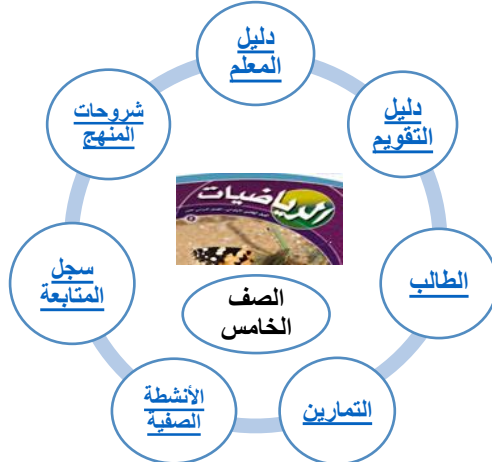 دليل
المعلم
دليل
التقويم
الطالب
التمارين
الأنشطة
الصفية
سجل
المتابعة
شروحات
المنهج
الرياضيات
الصف
الخامس